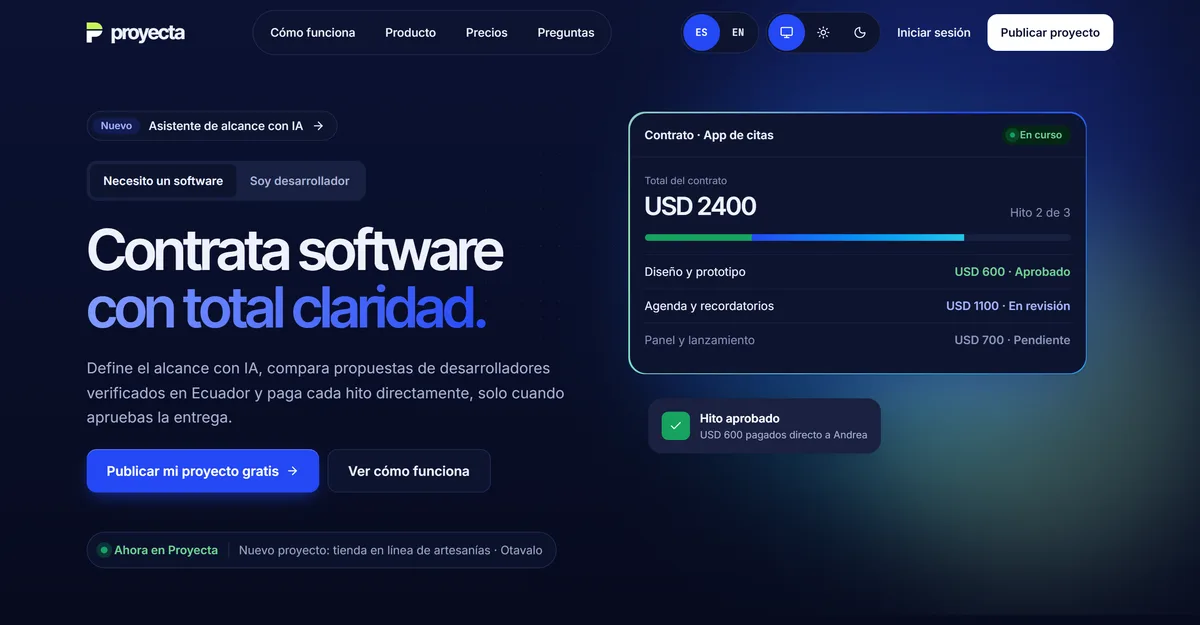 proyecta
Cómo funciona
Producto
Precios
Preguntas
ES
EN
Iniciar sesión
Publicar proyecto
Nuevo
Asistente de alcance con IA →
Necesito un software
Soy desarrollador
Contrata software
con total claridad.
Define el alcance con IA, compara propuestas de desarrolladores
verificados en Ecuador y paga cada hito directamente, solo cuando
apruebas la entrega.
Publicar mi proyecto gratis →
Ver cómo funciona
Ahora en Proyecta
Nuevo proyecto: tienda en línea de artesanías · Otavalo
Contrato · App de citas
En curso
Total del contrato
USD 2400
Hito 2 de 3
Diseño y prototipo
USD 600 · Aprobado
Agenda y recordatorios
USD 1100 · En revisión
Panel y lanzamiento
USD 700 · Pendiente
Hito aprobado
USD 600 pagados directo a Andrea